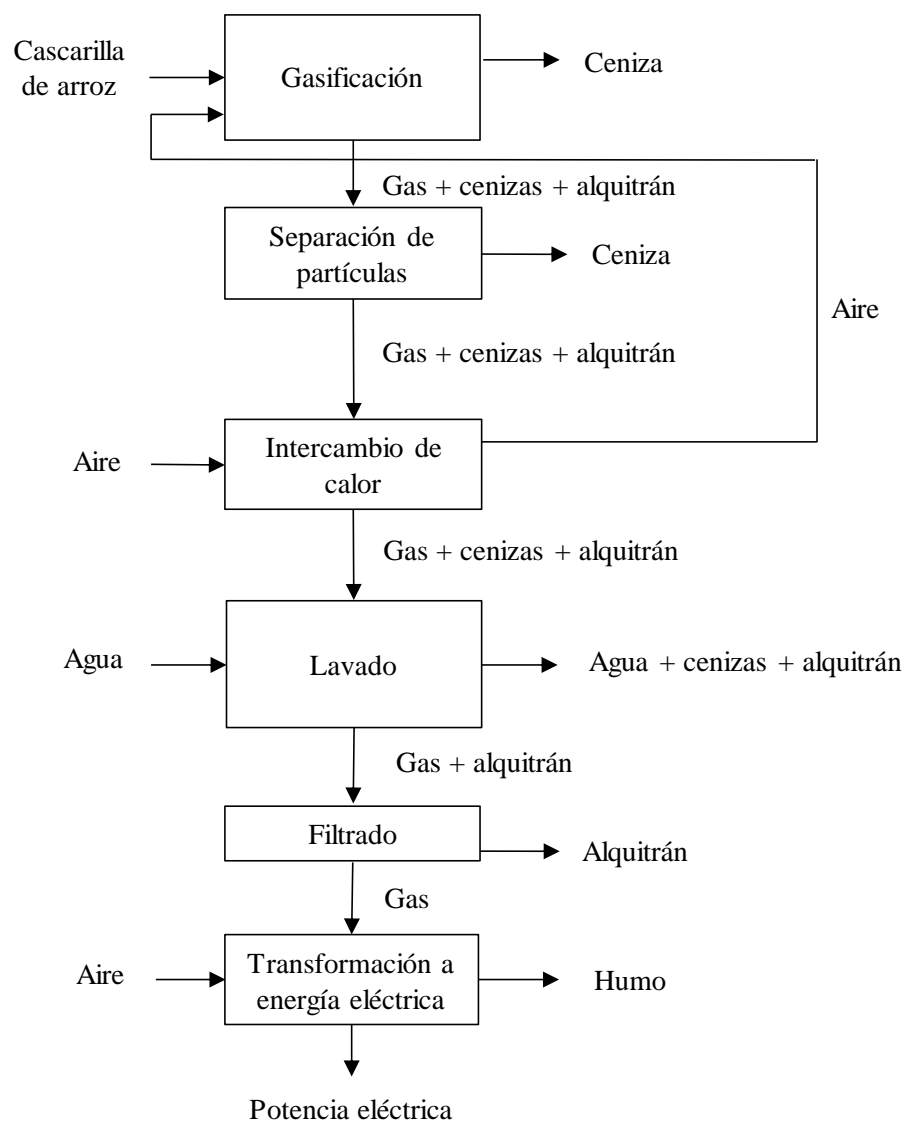 Cascarilla
de arroz
Gasificación
Ceniza
Gas + cenizas + alquitrán
Separación de
partículas
Ceniza
Aire
Gas + cenizas + alquitrán
Aire
Intercambio de
calor
Gas + cenizas + alquitrán
Agua
Lavado
Agua + cenizas + alquitrán
Gas + alquitrán
Filtrado
Alquitrán
Gas
Aire
Transformación a
energía eléctrica
Humo
Potencia eléctrica